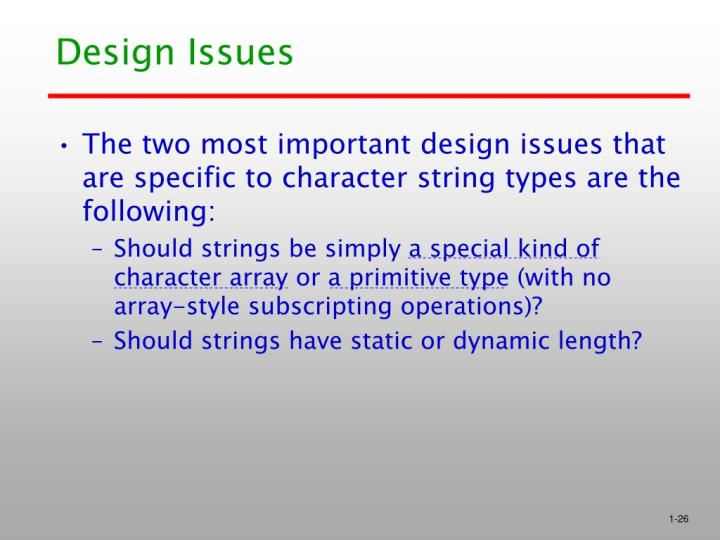 Design Issues
• The two most important design issues that
are specific to character string types are the
following:
– Should strings be simply a special kind of
character array or a primitive type (with no
array-style subscripting operations)?
– Should strings have static or dynamic length?
1-26